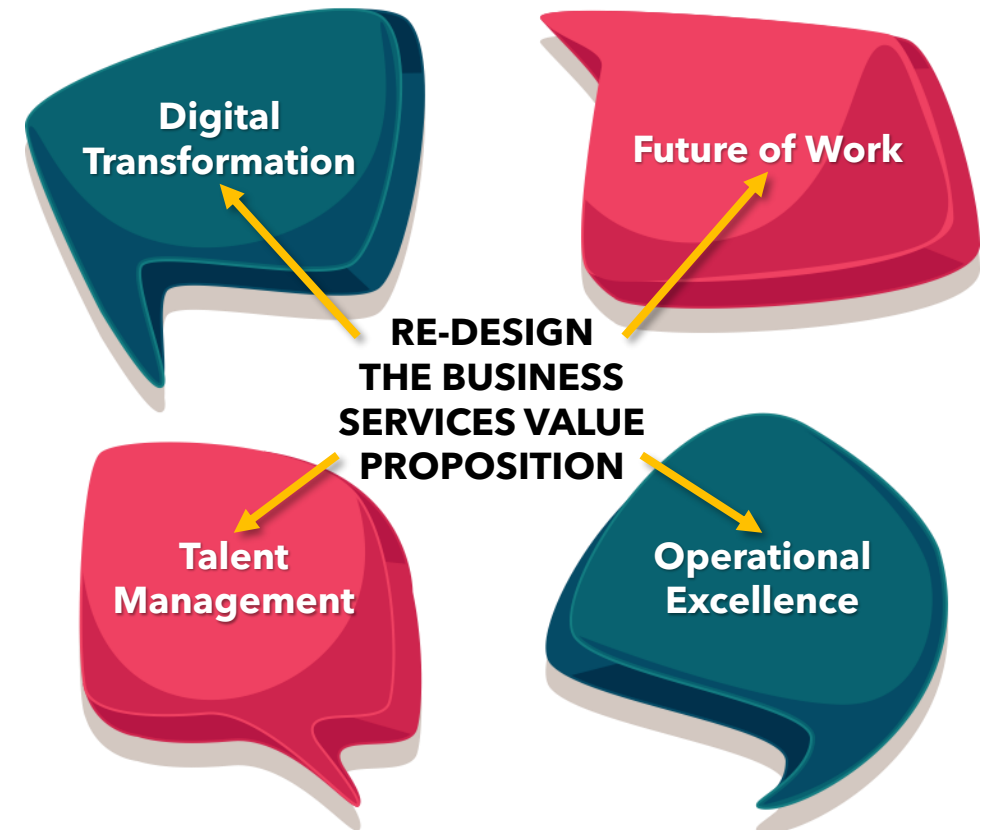 Digital
Transformation
Future of Work
RE-DESIGN
THE BUSINESS
SERVICES VALUE
PROPOSITION
Talent
Management
Operational
Excellence